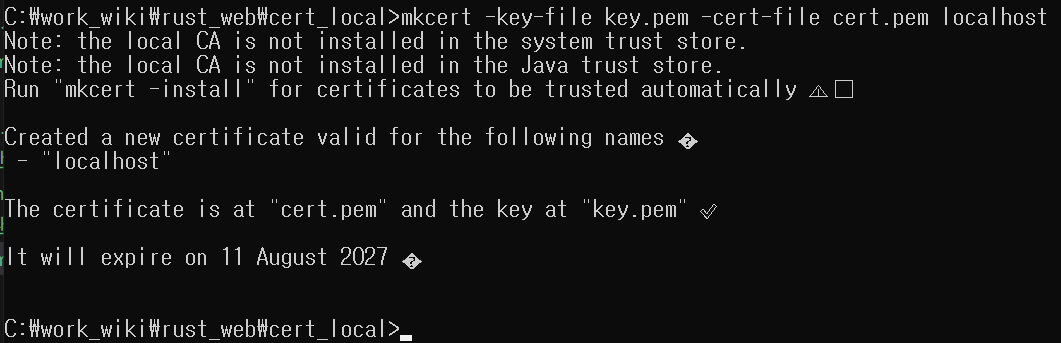 C:₩work_wiki₩rust_web₩cert_local>mkcert -key-file key.pem -cert-file cert.pem localhost
Note: the local CA is not installed in the system trust store.
Note: the local CA is not installed in the Java trust store.
Run "mkcert -install" for certificates to be trusted automatically ⚠□
Created a new certificate valid for the following names �
- "localhost"
The certificate is at "cert.pem" and the key at "key.pem" ✅
It will expire on 11 August 2027 �
C:₩work_wiki₩rust_web₩cert_local>